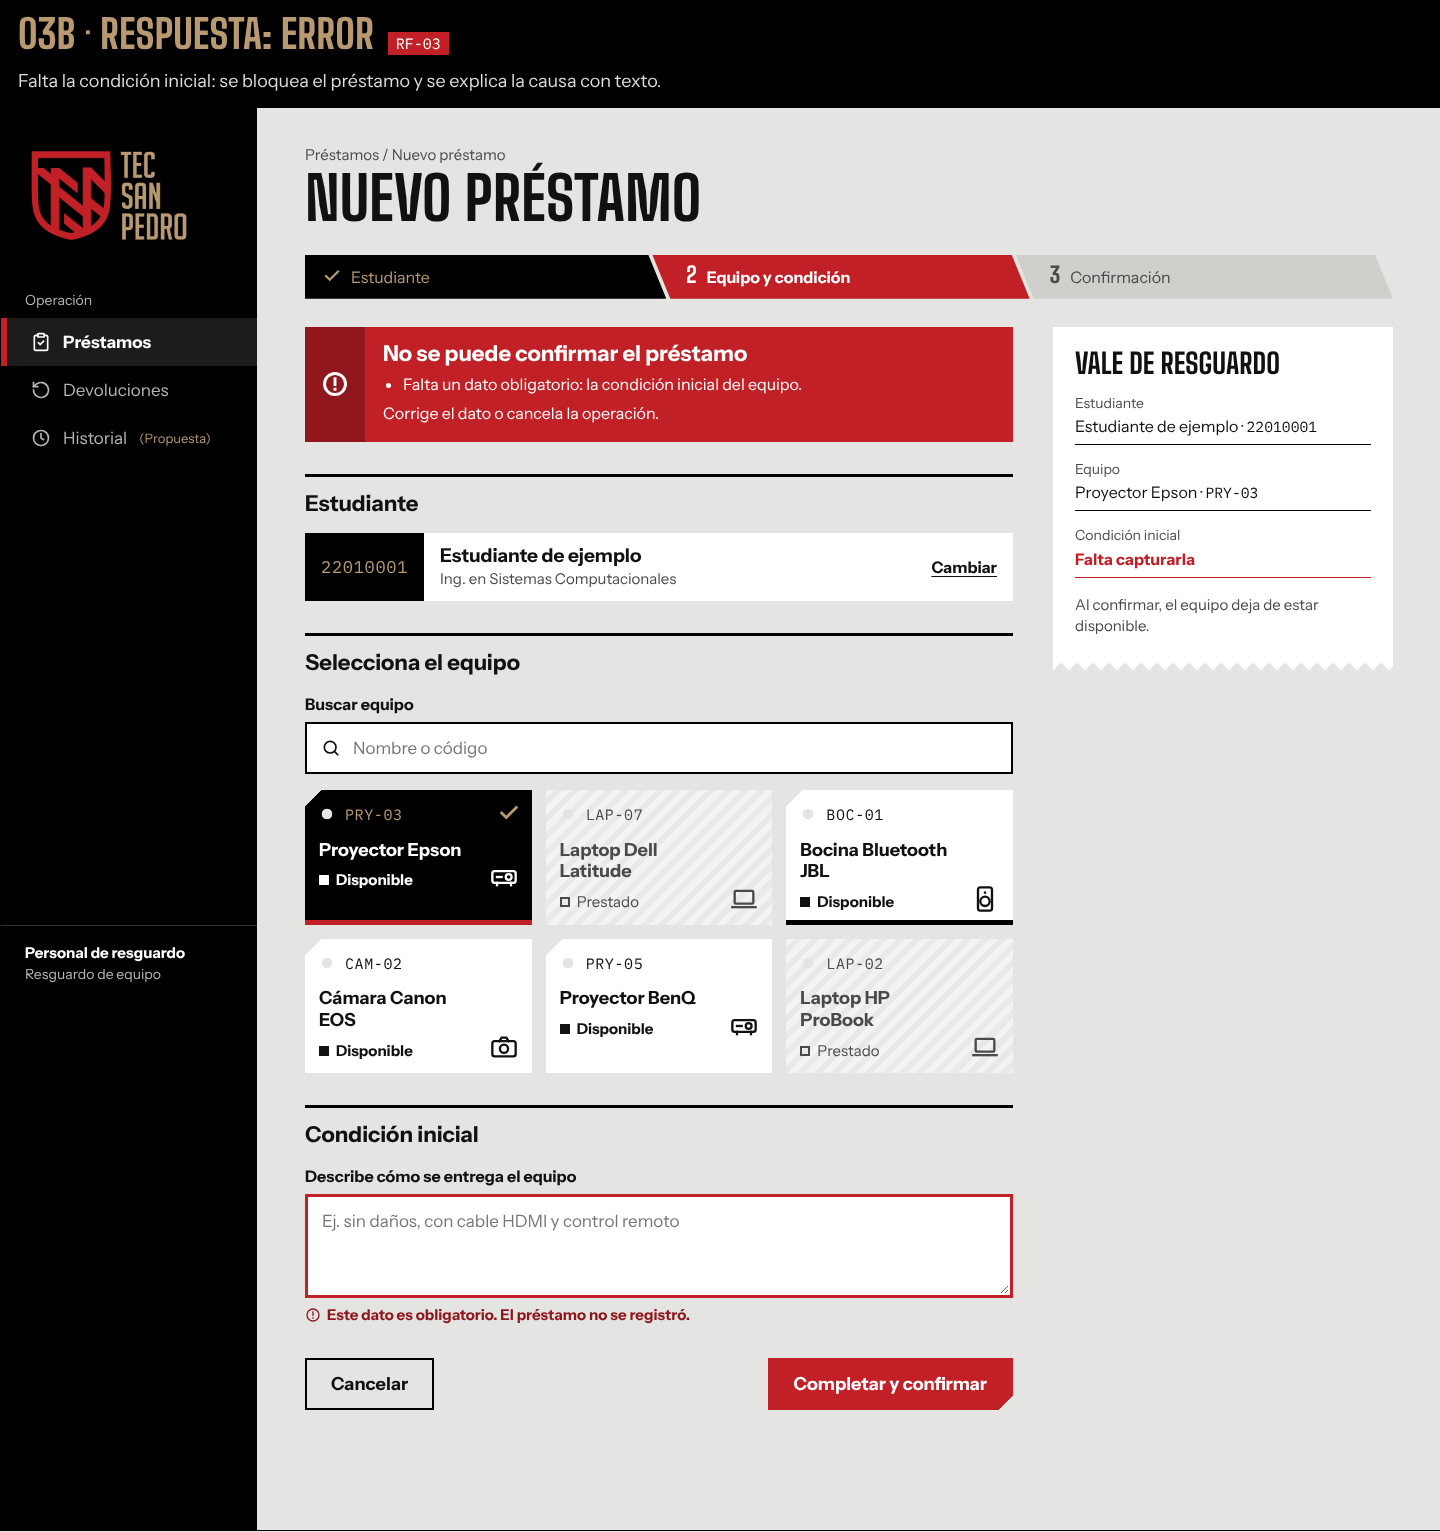 03B · RESPUESTA: ERROR RF-03
Falta la condición inicial: se bloquea el préstamo y se explica la causa con texto.
TEC
SAN
PEDRO
Operación
Préstamos
Devoluciones
Historial (Propuesta)
Personal de resguardo
Resguardo de equipo
Préstamos / Nuevo préstamo
NUEVO PRÉSTAMO
Estudiante
2 Equipo y condición
3 Confirmación
No se puede confirmar el préstamo
• Falta un dato obligatorio: la condición inicial del equipo.
Corrige el dato o cancela la operación.
Estudiante
22010001
Estudiante de ejemplo
Ing. en Sistemas Computacionales
Cambiar
Selecciona el equipo
Buscar equipo
Nombre o código
PRY-03
Proyector Epson
Disponible
LAP-07
Laptop Dell
Latitude
Prestado
BOC-01
Bocina Bluetooth
JBL
Disponible
CAM-02
Cámara Canon
EOS
Disponible
PRY-05
Proyector BenQ
Disponible
LAP-02
Laptop HP
ProBook
Prestado
Condición inicial
Describe cómo se entrega el equipo
Ej. sin daños, con cable HDMI y control remoto
Este dato es obligatorio. El préstamo no se registró.
Cancelar
Completar y confirmar
VALE DE RESGUARDO
Estudiante
Estudiante de ejemplo · 22010001
Equipo
Proyector Epson · PRY-03
Condición inicial
Falta capturarla
Al confirmar, el equipo deja de estar
disponible.